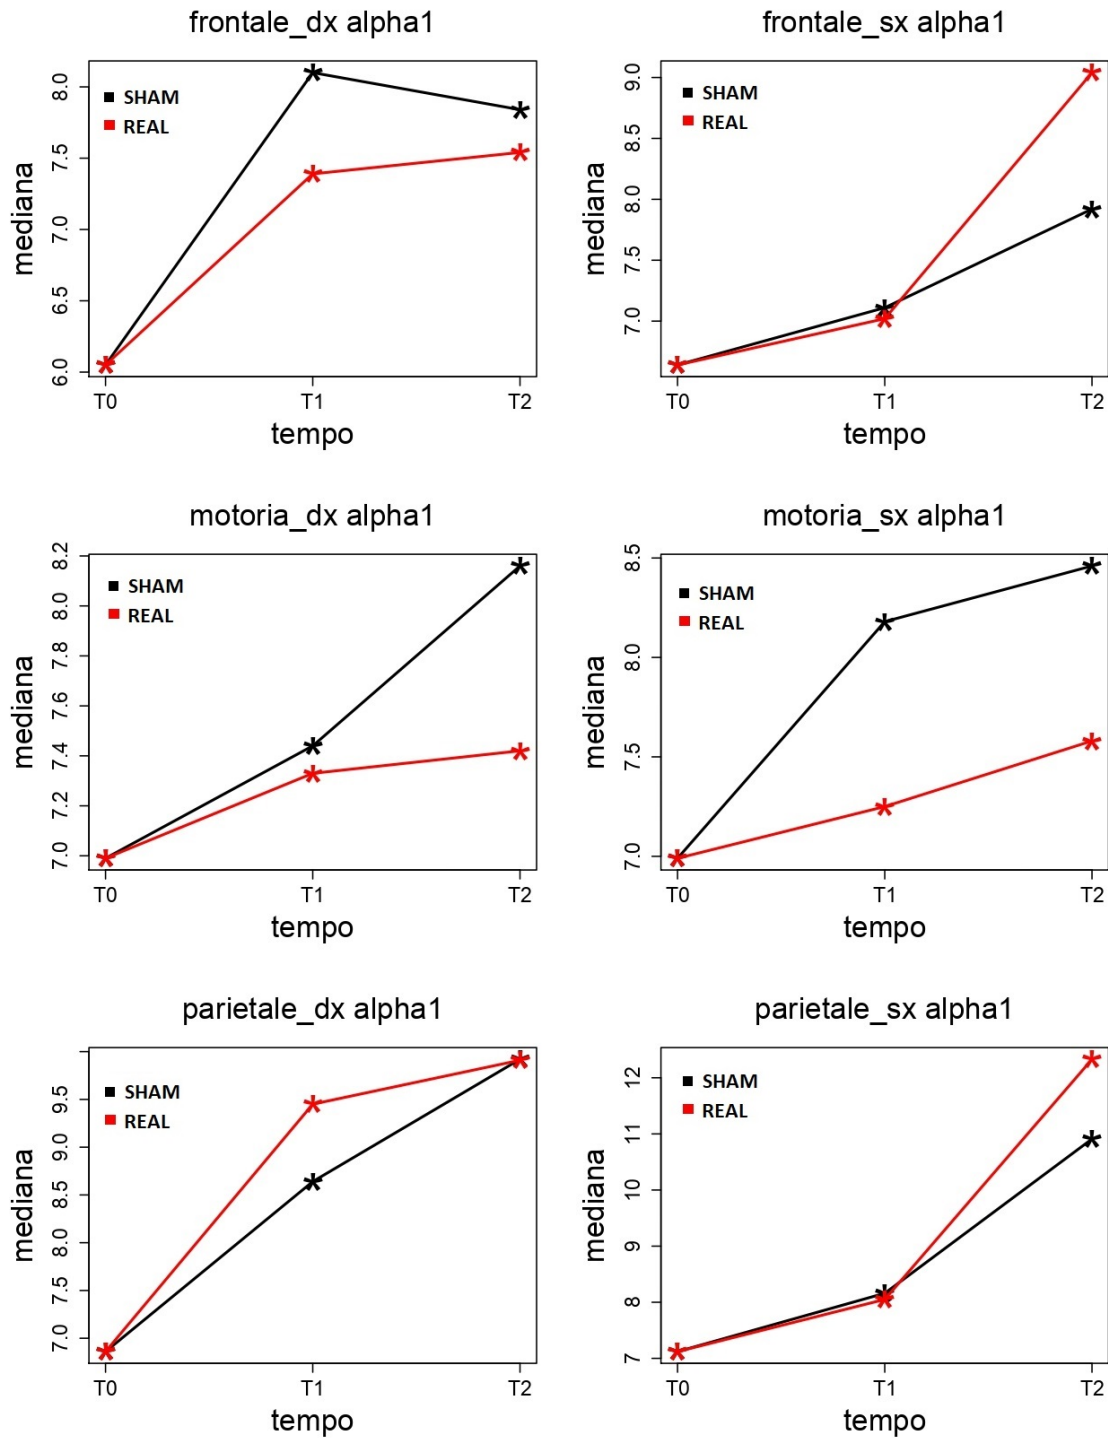 frontale_dx alpha1
mediana
8.0
7.5
7.0
6.5
6.0
SHAM
REAL
T0 T1 T2
tempo
frontale_sx alpha1
mediana
9.0
8.5
8.0
7.5
7.0
SHAM
REAL
T0 T1 T2
tempo
motoria_dx alpha1
mediana
8.2
8.0
7.8
7.6
7.4
7.2
7.0
SHAM
REAL
T0 T1 T2
tempo
motoria_sx alpha1
mediana
8.5
8.0
7.5
7.0
SHAM
REAL
T0 T1 T2
tempo
parietale_dx alpha1
mediana
9.5
9.0
8.5
8.0
7.5
7.0
SHAM
REAL
T0 T1 T2
tempo
parietale_sx alpha1
mediana
12
11
10
9
8
7
SHAM
REAL
T0 T1 T2
tempo